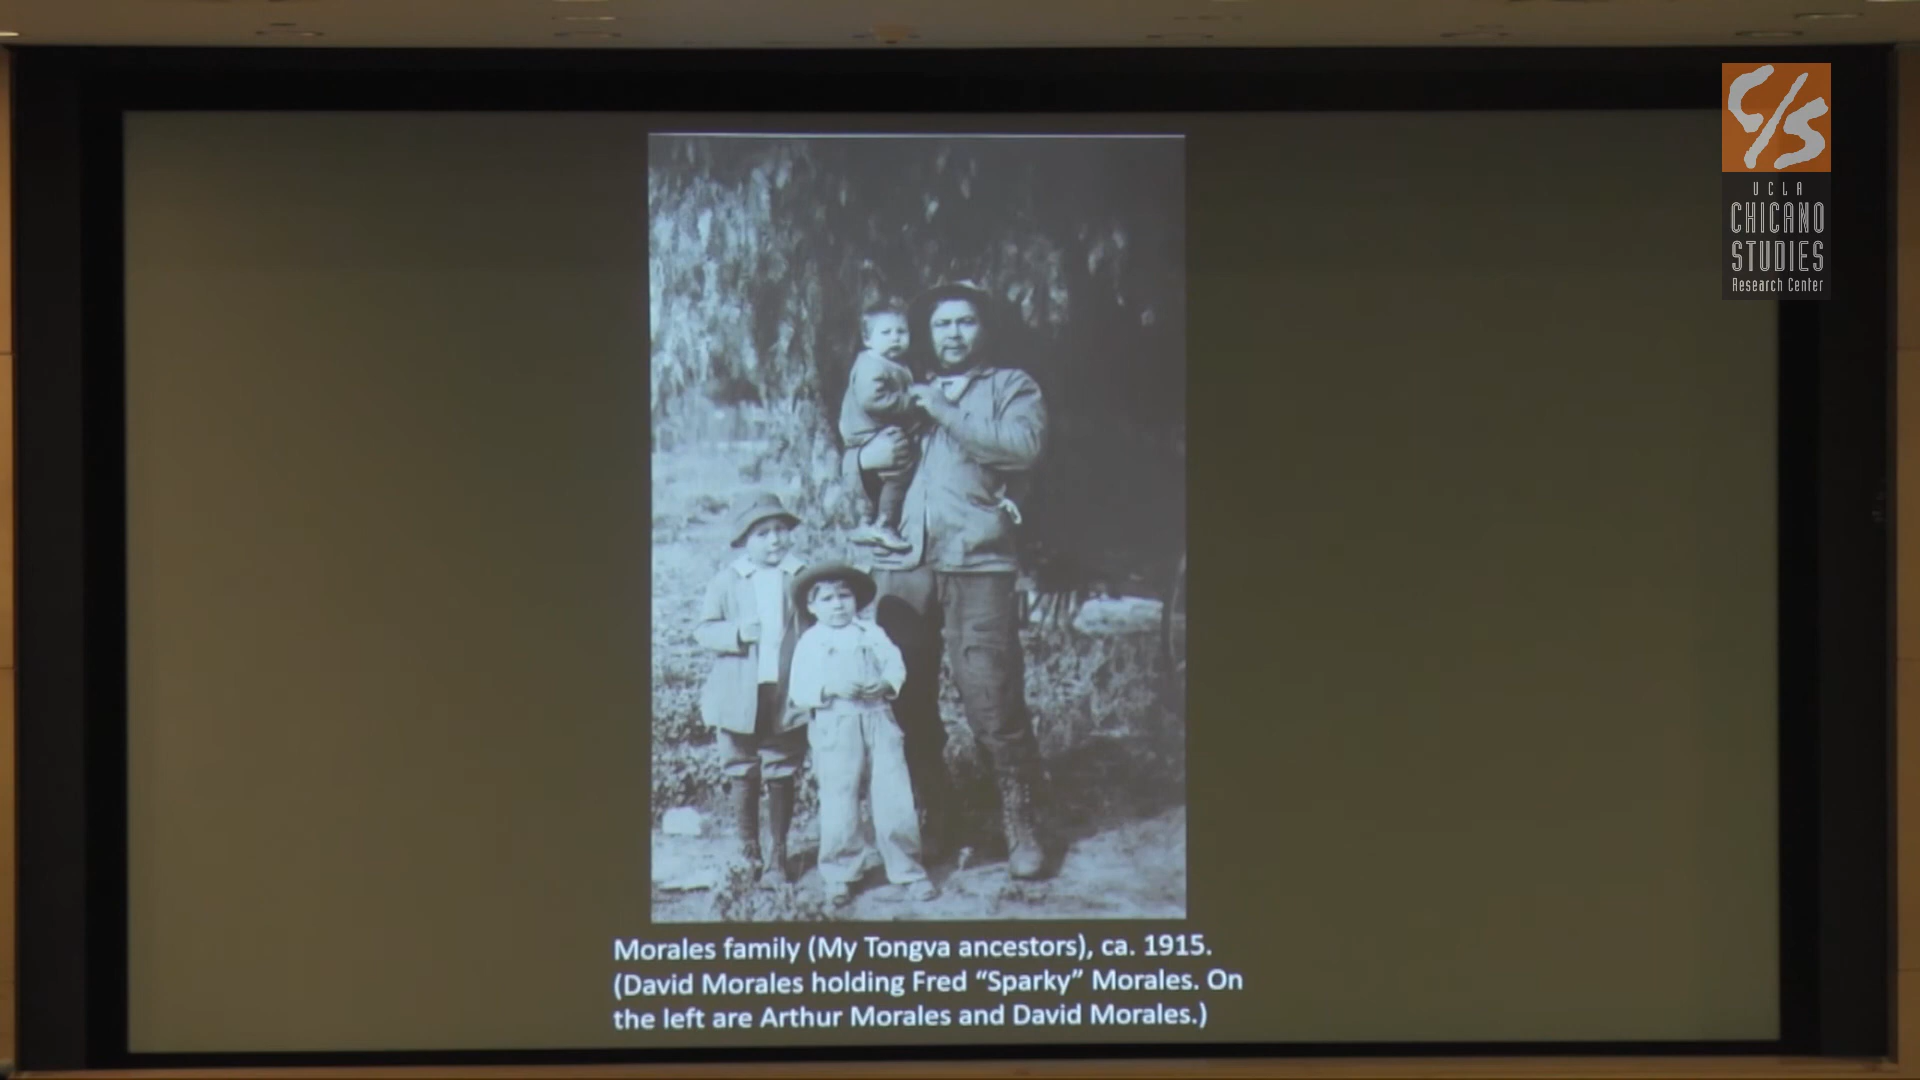 UCLA
CHICANO
STUDIES
Research Center
Morales family (My Tongva ancestors), ca. 1915.
(David Morales holding Fred “Sparky” Morales. On
the left are Arthur Morales and David Morales.)